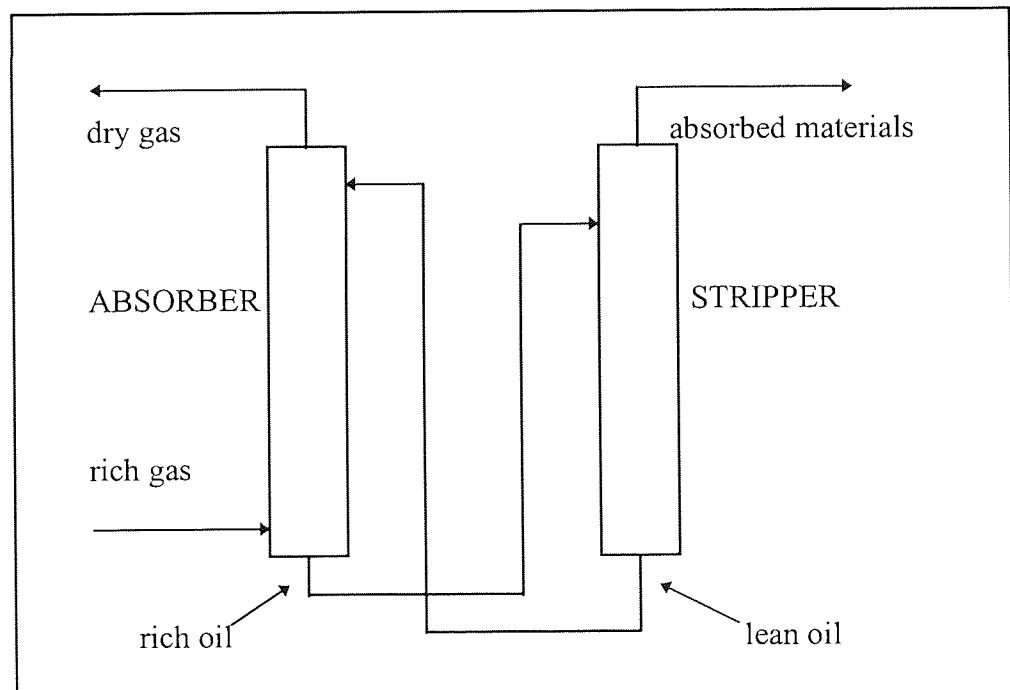 dry gas
absorbed materials
ABSORBER
STRIPPER
rich gas
rich oil
lean oil